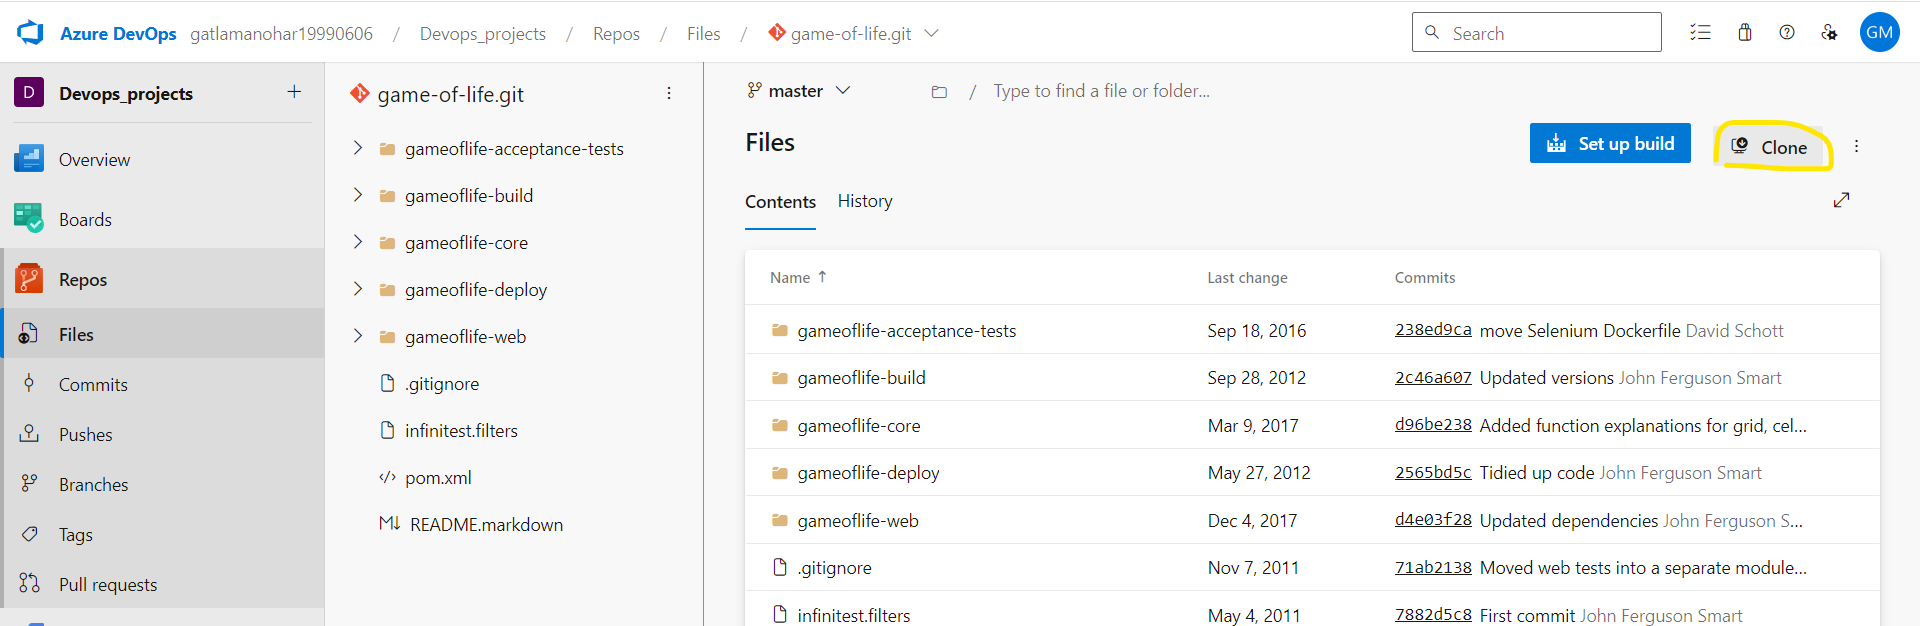 Azure DevOps gatlamanohar19990606 / Devops_projects / Repos / Files / game-of-life.git
Search
GM
D Devops_projects +
Overview
Boards
Repos
Files
Commits
Pushes
Branches
Tags
Pull requests
game-of-life.git
gameoflife-acceptance-tests
gameoflife-build
gameoflife-core
gameoflife-deploy
gameoflife-web
.gitignore
infinitest.filters
</> pom.xml
M↓ README.markdown
master / Type to find a file or folder...
Files
Set up build
Clone
Contents History
Name ↑ Last change Commits
gameoflife-acceptance-tests Sep 18, 2016 238ed9ca move Selenium Dockerfile David Schott
gameoflife-build Sep 28, 2012 2c46a607 Updated versions John Ferguson Smart
gameoflife-core Mar 9, 2017 d96be238 Added function explanations for grid, cel...
gameoflife-deploy May 27, 2012 2565bd5c Tidied up code John Ferguson Smart
gameoflife-web Dec 4, 2017 d4e03f28 Updated dependencies John Ferguson S...
.gitignore Nov 7, 2011 71ab2138 Moved web tests into a separate module...
infinitest.filters May 4, 2011 7882d5c8 First commit John Ferguson Smart